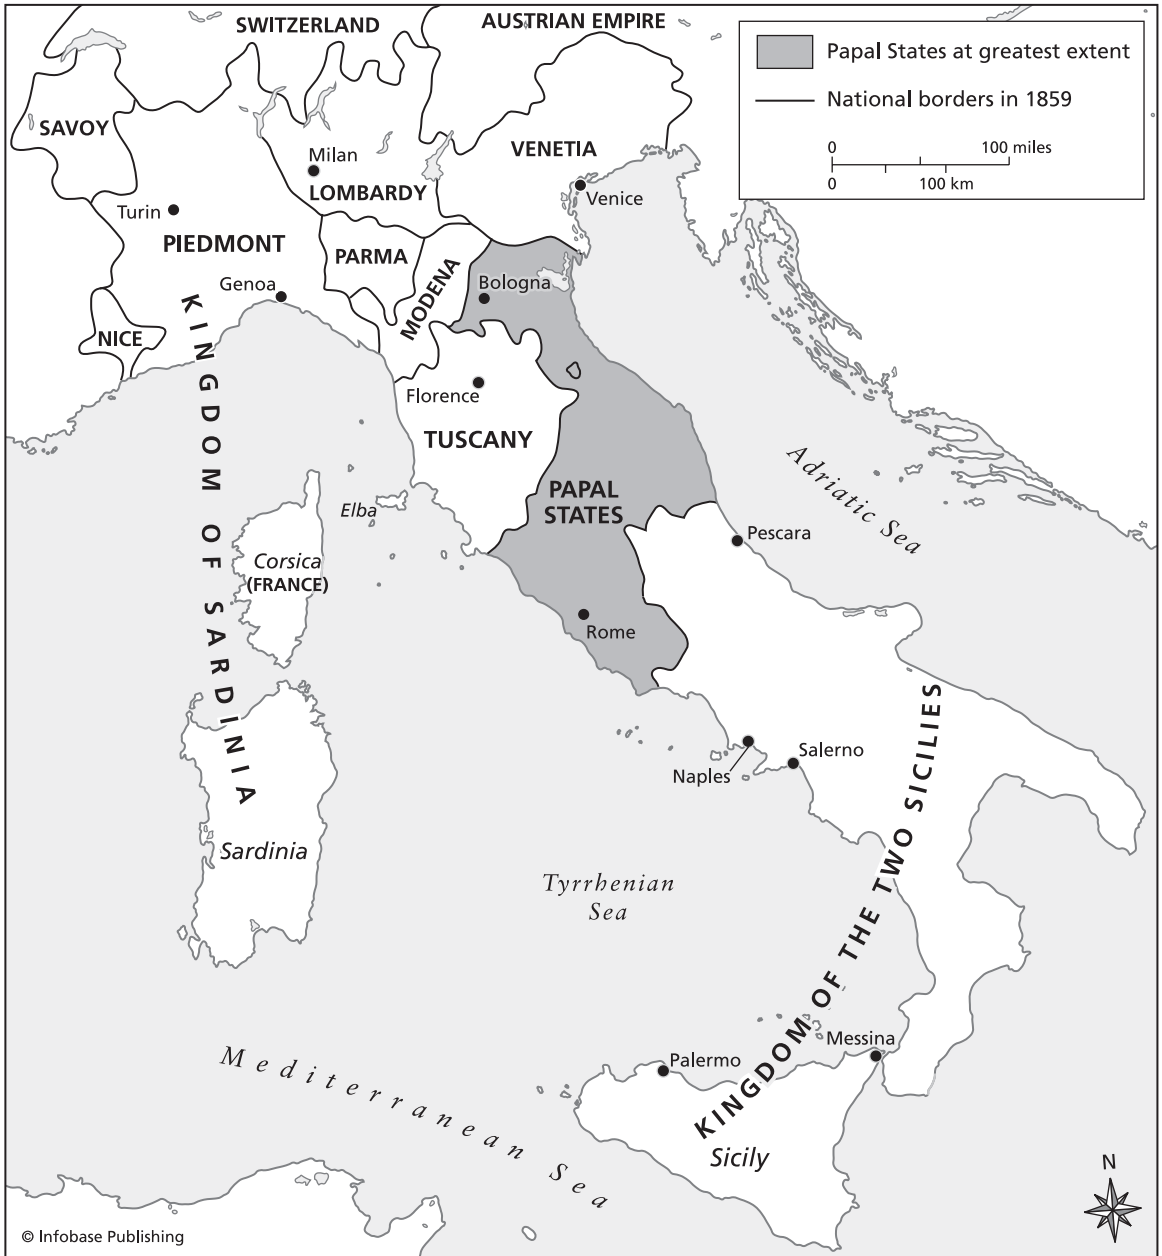 SWITZERLAND
AUSTRIAN EMPIRE
Papal States at greatest extent
National borders in 1859
0 100 miles
0 100 km
SAVOY
Milan
VENETIA
LOMBARDY
Venice
Turin
PIEDMONT
PARMA
MODENA
Genoa
Bologna
NICE
Florence
TUSCANY
KINGDOM OF SARDINIA
Adriatic Sea
PAPAL
STATES
Elba
Pescara
Corsica
(FRANCE)
Rome
Naples
Salerno
KINGDOM OF THE TWO SICILIES
Sardinia
Tyrrhenian
Sea
Messina
Palermo
Mediterranean Sea
Sicily
N
© Infobase Publishing